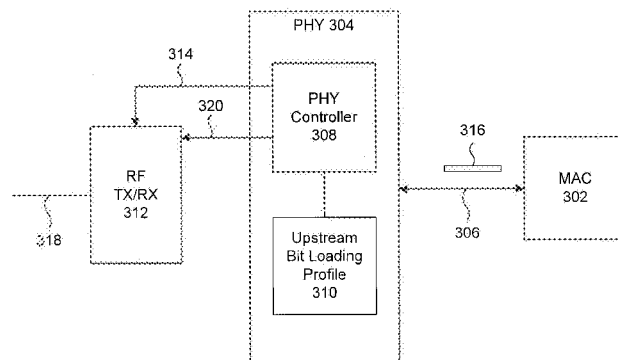 PHY 304
314
320
PHY
Controller
308
316
RF
TX/RX
312
MAC
302
318
306
Upstream
Bit Loading
Profile
310